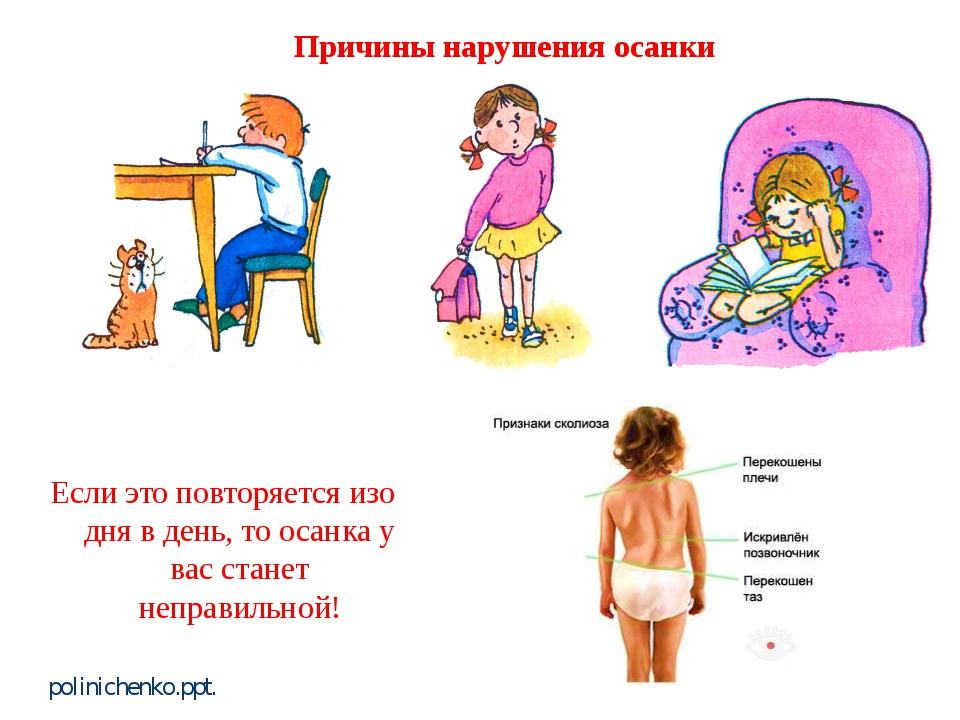 Причины нарушения осанки
Признаки сколиоза
Перекошены
плечи
Искривлён
позвоночник
Перекошен
таз
Если это повторяется изо
дня в день, то осанка у
вас станет
неправильной!
polinichenko.ppt.